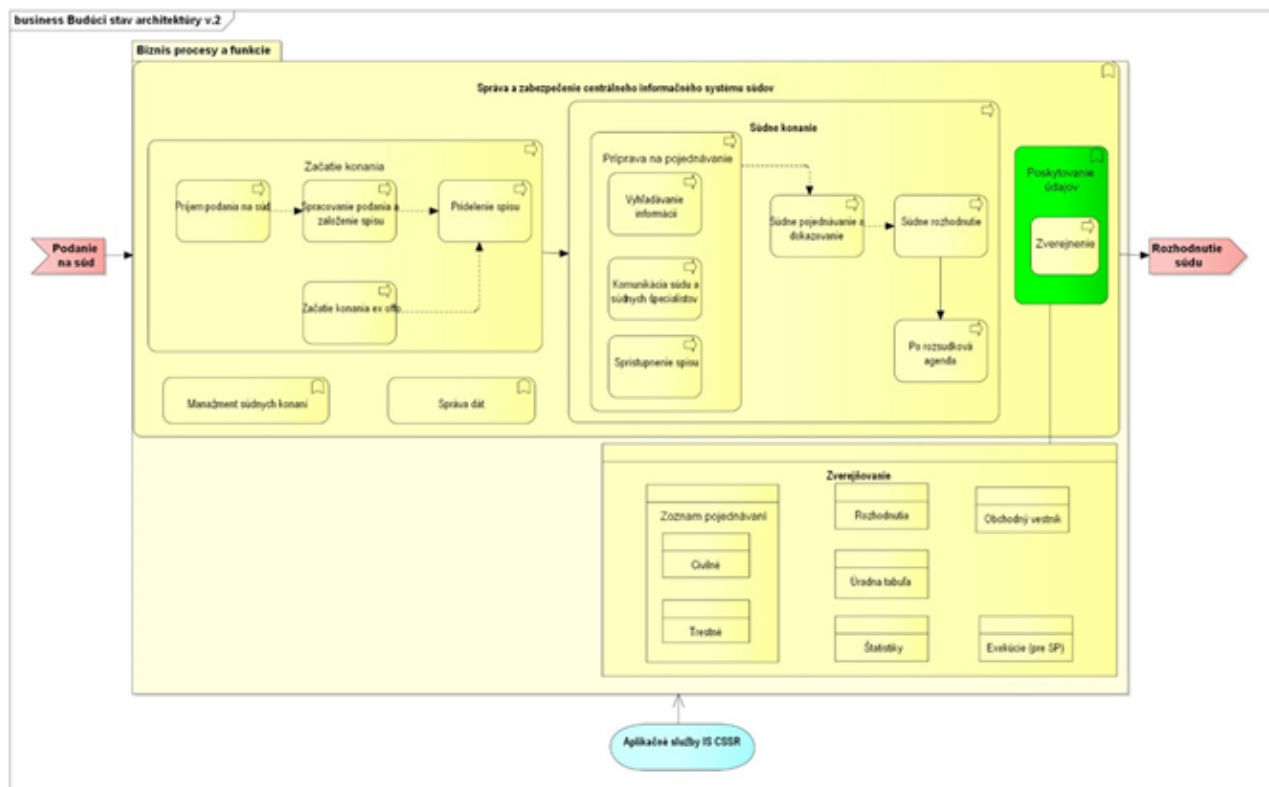 business Budúci stav architektúry v.2
Biznis procesy a funkcie
Správa a zabezpečenie centrálneho informačného systému súdov
Podanie
na súd
Začatie konania
Príjem podania na súd
Spracovanie podania a
založenie spisu
Pridelenie spisu
Začatie konania ex offo
Manažment súdnych konaní
Správa dát
Súdne konanie
Príprava na pojednávanie
Vyhľadávanie
informácií
Komunikácia súdu a
súdnych špecialistov
Sprístupnenie spisu
Súdne pojednávanie a
dokazovanie
Súdne rozhodnutie
Po rozsudková
agenda
Poskytovanie
údajov
Zverejnenie
Rozhodnutie
súdu
Zverejňovanie
Zoznam pojednávaní
Civilné
Trestné
Rozhodnutia
Úradna tabuľa
Štatistiky
Obchodný vestník
Exekúcie (pre SP)
Aplikačné služby IS CSSR